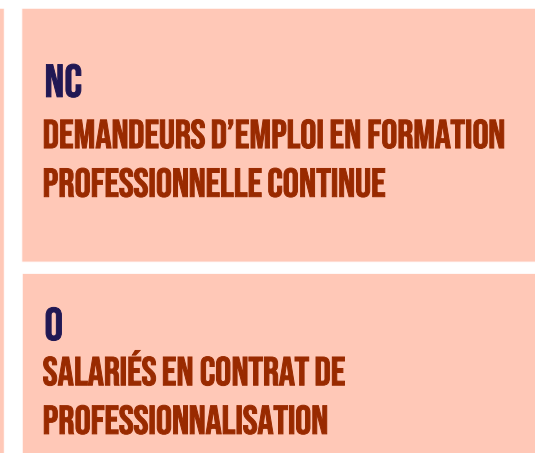 NC
DEMANDEURS D’EMPLOI EN FORMATION
PROFESSIONNELLE CONTINUE
0
SALARIÉS EN CONTRAT DE
PROFESSIONNALISATION